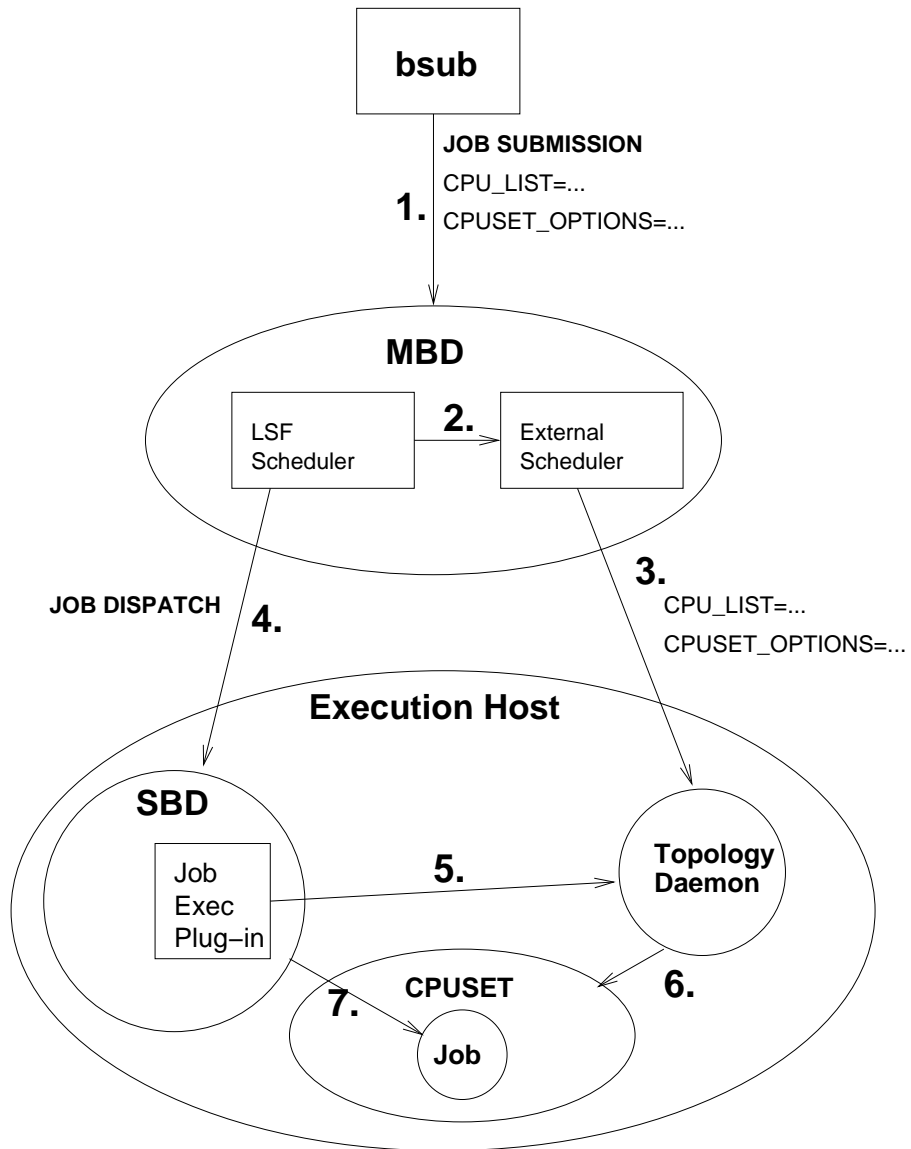 bsub
JOB SUBMISSION
CPU_LIST=...
1.
CPUSET_OPTIONS=...
MBD
2.
LSF
Scheduler
External
Scheduler
3.
JOB DISPATCH
4.
CPU_LIST=...
CPUSET_OPTIONS=...
Execution Host
SBD
Job
Exec
Plug−in
5.
Topology
Daemon
6.
7.
CPUSET
Job